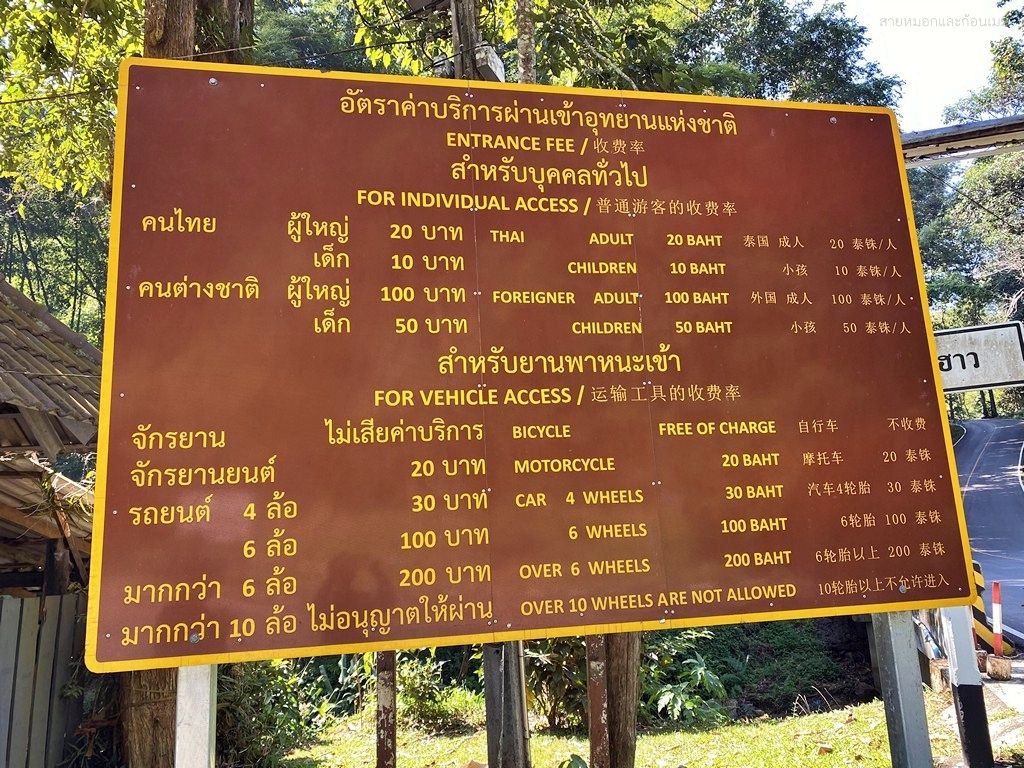 สายหมอกและก้อนเมฆ
อัตราค่าบริการผ่านเข้าอุทยานแห่งชาติ
ENTRANCE FEE / 收费率
สำหรับบุคคลทั่วไป
FOR INDIVIDUAL ACCESS / 普通游客的收费率
คนไทย ผู้ใหญ่ 20 บาท THAI ADULT 20 BAHT 泰国 成人 20 泰铢/人
เด็ก 10 บาท CHILDREN 10 BAHT 小孩 10 泰铢/人
คนต่างชาติ ผู้ใหญ่ 100 บาท FOREIGNER ADULT 100 BAHT 外国 成人 100 泰铢/人
เด็ก 50 บาท CHILDREN 50 BAHT 小孩 50 泰铢/人
สำหรับยานพาหนะเข้า
FOR VEHICLE ACCESS / 运输工具的收费率
จักรยาน ไม่เสียค่าบริการ BICYCLE FREE OF CHARGE 自行车 不收费
จักรยานยนต์ 20 บาท MOTORCYCLE 20 BAHT 摩托车 20 泰铢
รถยนต์ 4 ล้อ 30 บาท CAR 4 WHEELS 30 BAHT 汽车4轮胎 30 泰铢
6 ล้อ 100 บาท 6 WHEELS 100 BAHT 6轮胎 100 泰铢
มากกว่า 6 ล้อ 200 บาท OVER 6 WHEELS 200 BAHT 6轮胎以上 200 泰铢
มากกว่า 10 ล้อ ไม่อนุญาตให้ผ่าน OVER 10 WHEELS ARE NOT ALLOWED 10轮胎以上不允许进入
ฮาว